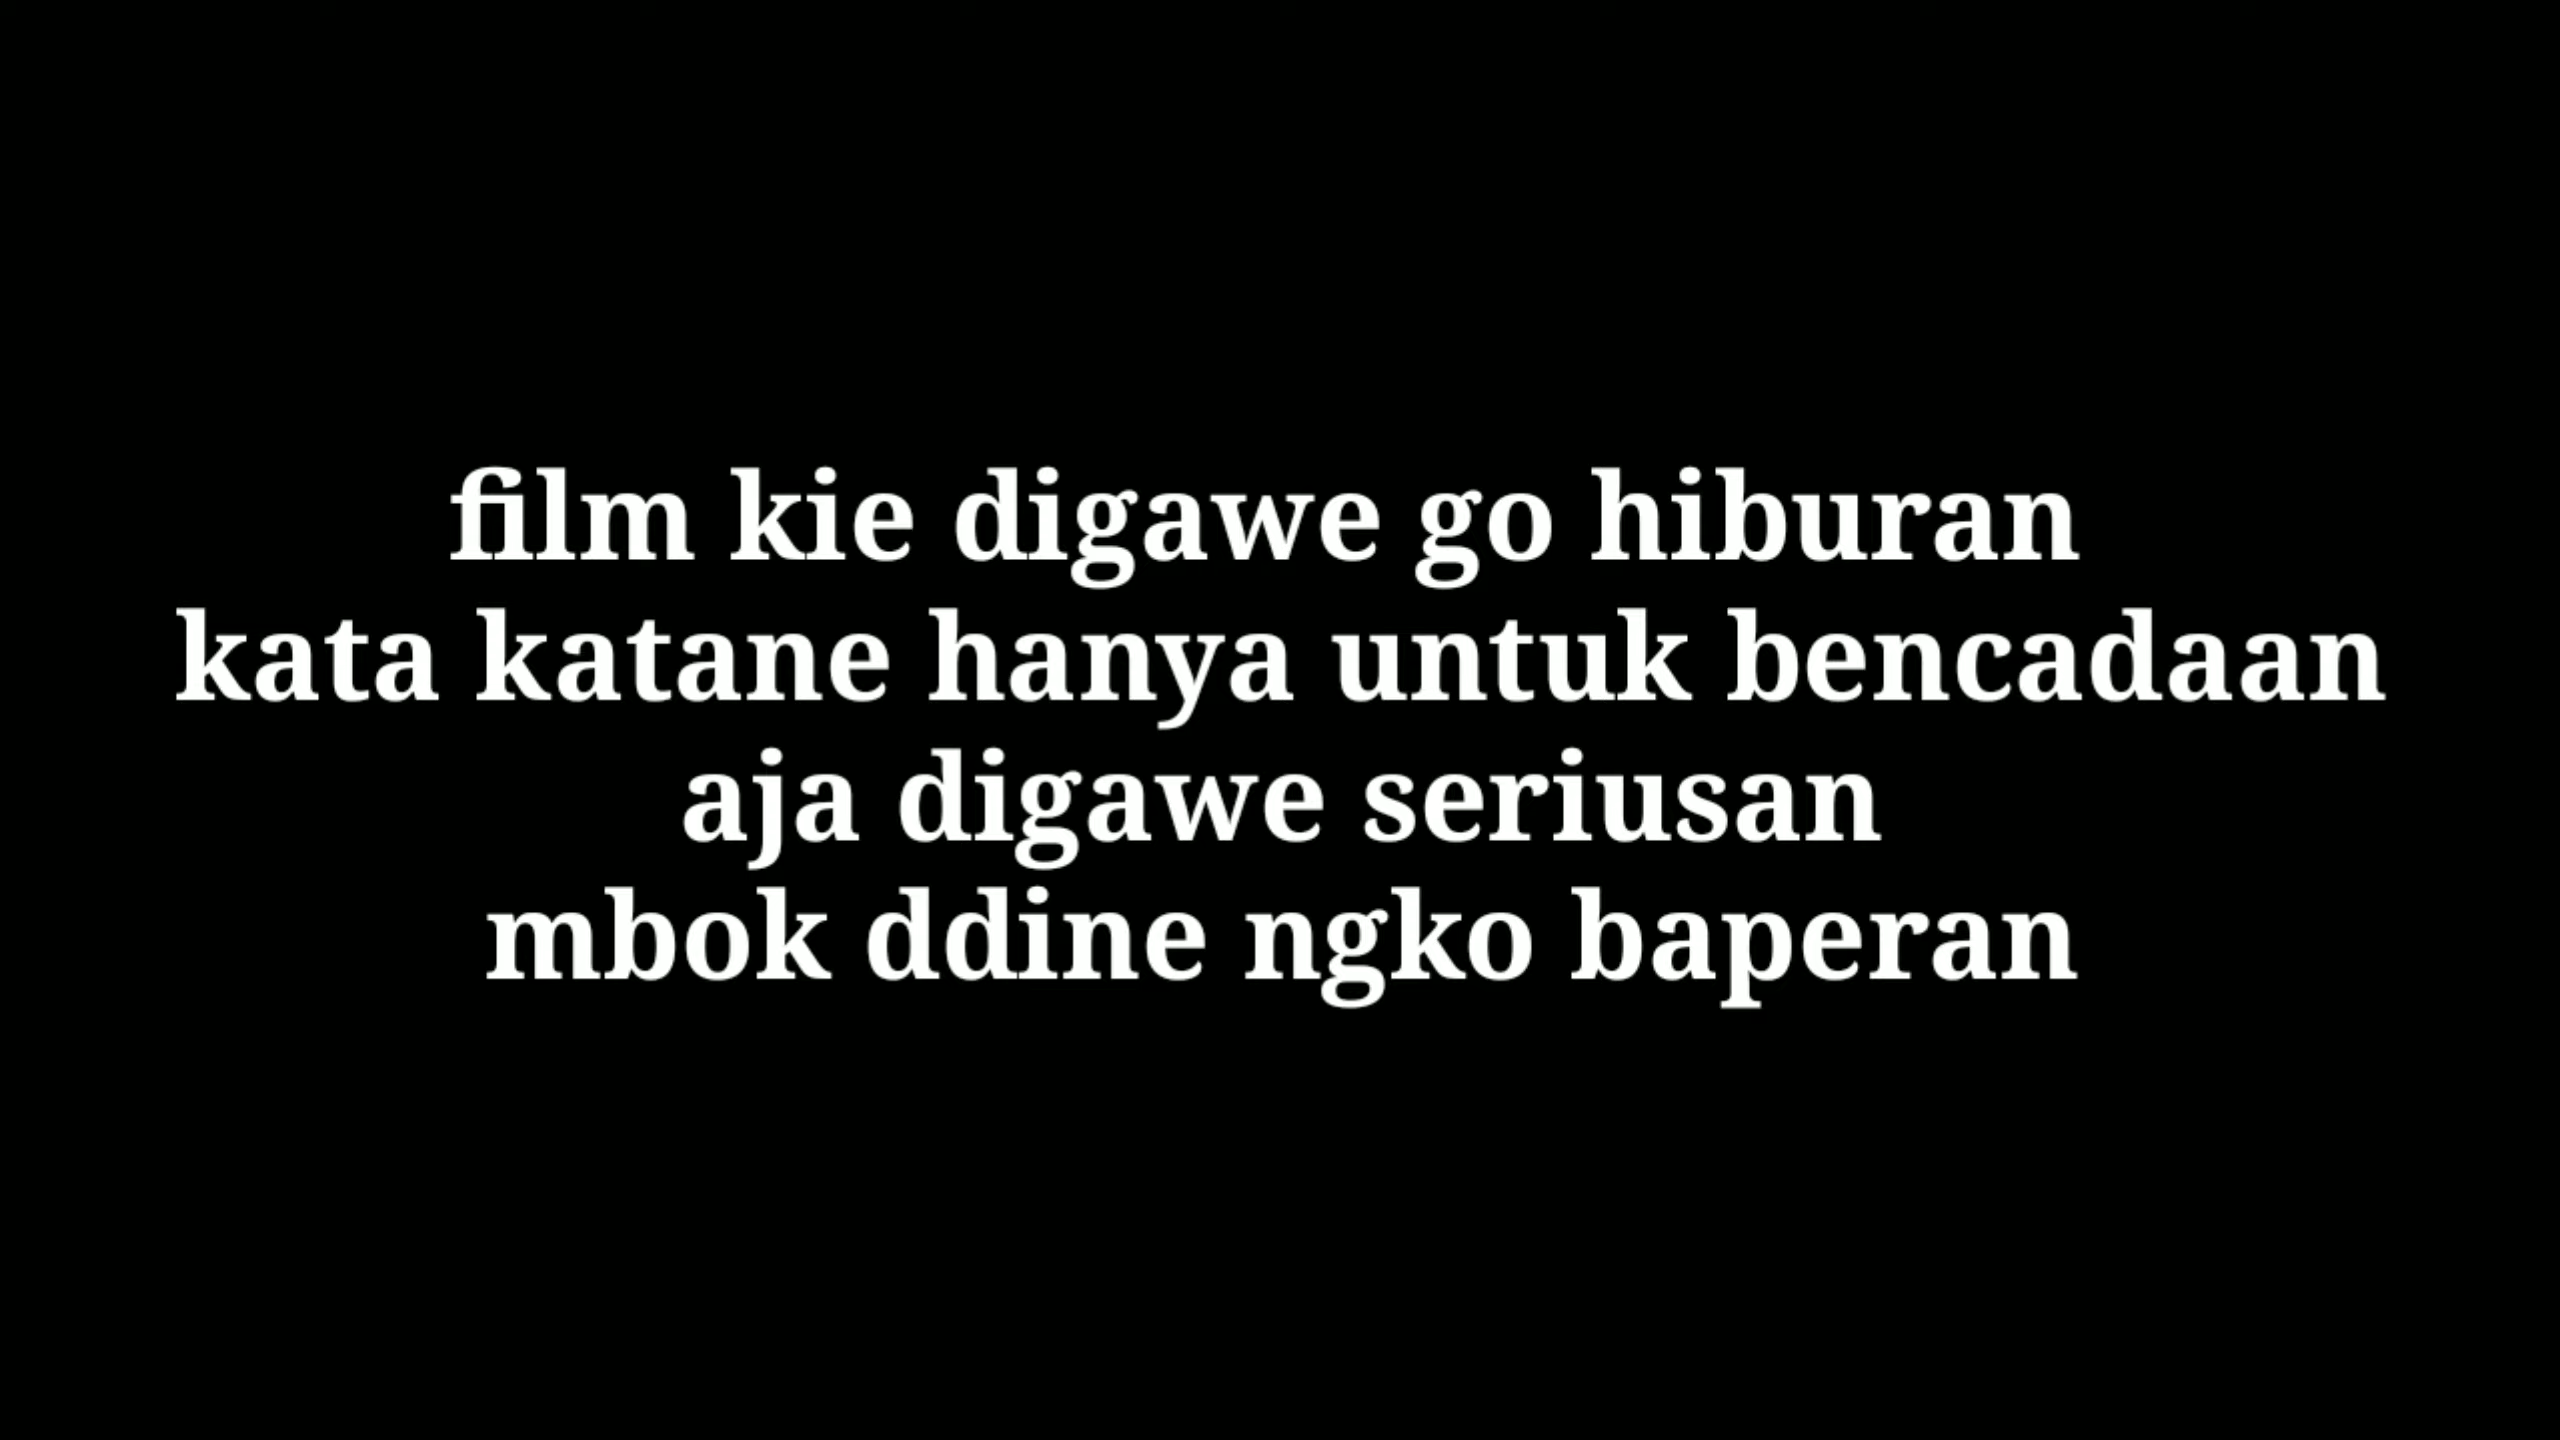 film kie digawe go hiburan
kata katane hanya untuk bencadaan
aja digawe seriusan
mbok ddine ngko baperan